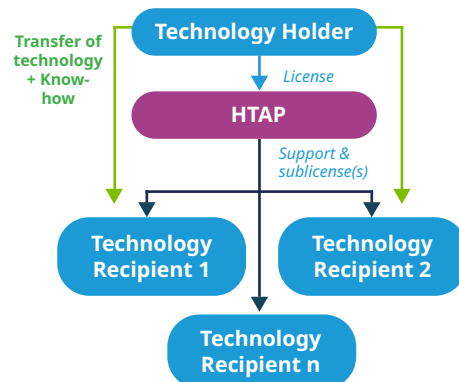 Technology Holder
Transfer of
technology
+ Know-
how
License
HTAP
Support &
sublicense(s)
Technology
Recipient 1
Technology
Recipient 2
Technology
Recipient n